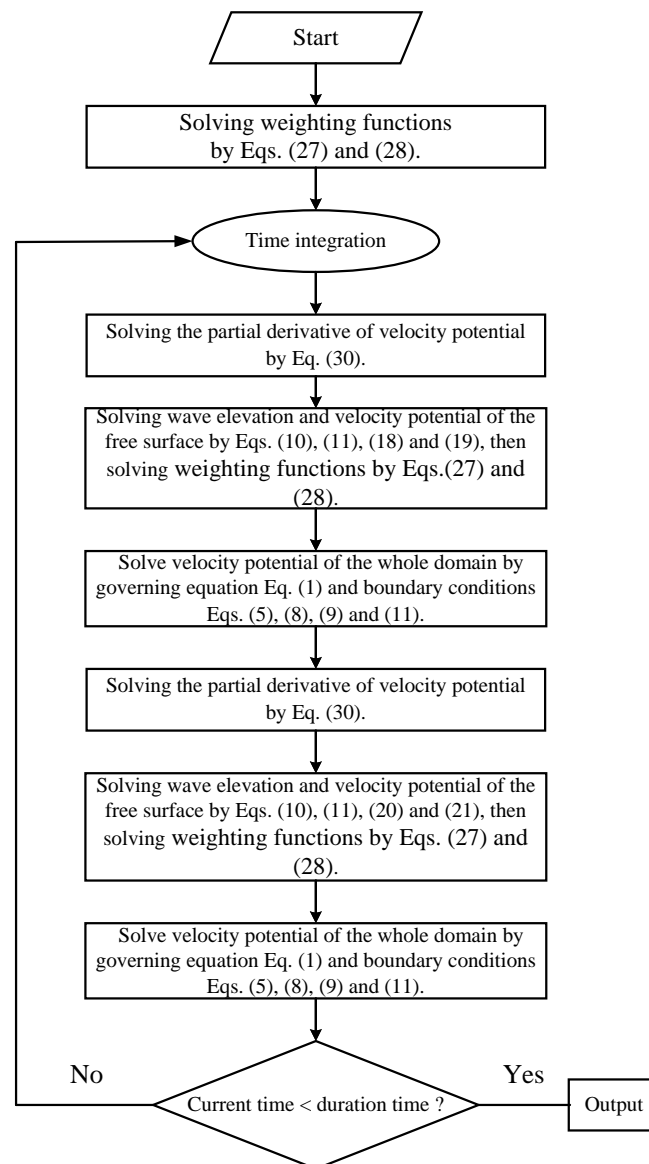 Start
Solving weighting functions
by Eqs. (27) and (28).
Time integration
Solving the partial derivative of velocity potential
by Eq. (30).
Solving wave elevation and velocity potential of the
free surface by Eqs. (10), (11), (18) and (19), then
solving weighting functions by Eqs.(27) and
(28).
Solve velocity potential of the whole domain by
governing equation Eq. (1) and boundary conditions
Eqs. (5), (8), (9) and (11).
Solving the partial derivative of velocity potential
by Eq. (30).
Solving wave elevation and velocity potential of the
free surface by Eqs. (10), (11), (20) and (21), then
solving weighting functions by Eqs. (27) and
(28).
Solve velocity potential of the whole domain by
governing equation Eq. (1) and boundary conditions
Eqs. (5), (8), (9) and (11).
No
Yes
Current time < duration time ?
Output